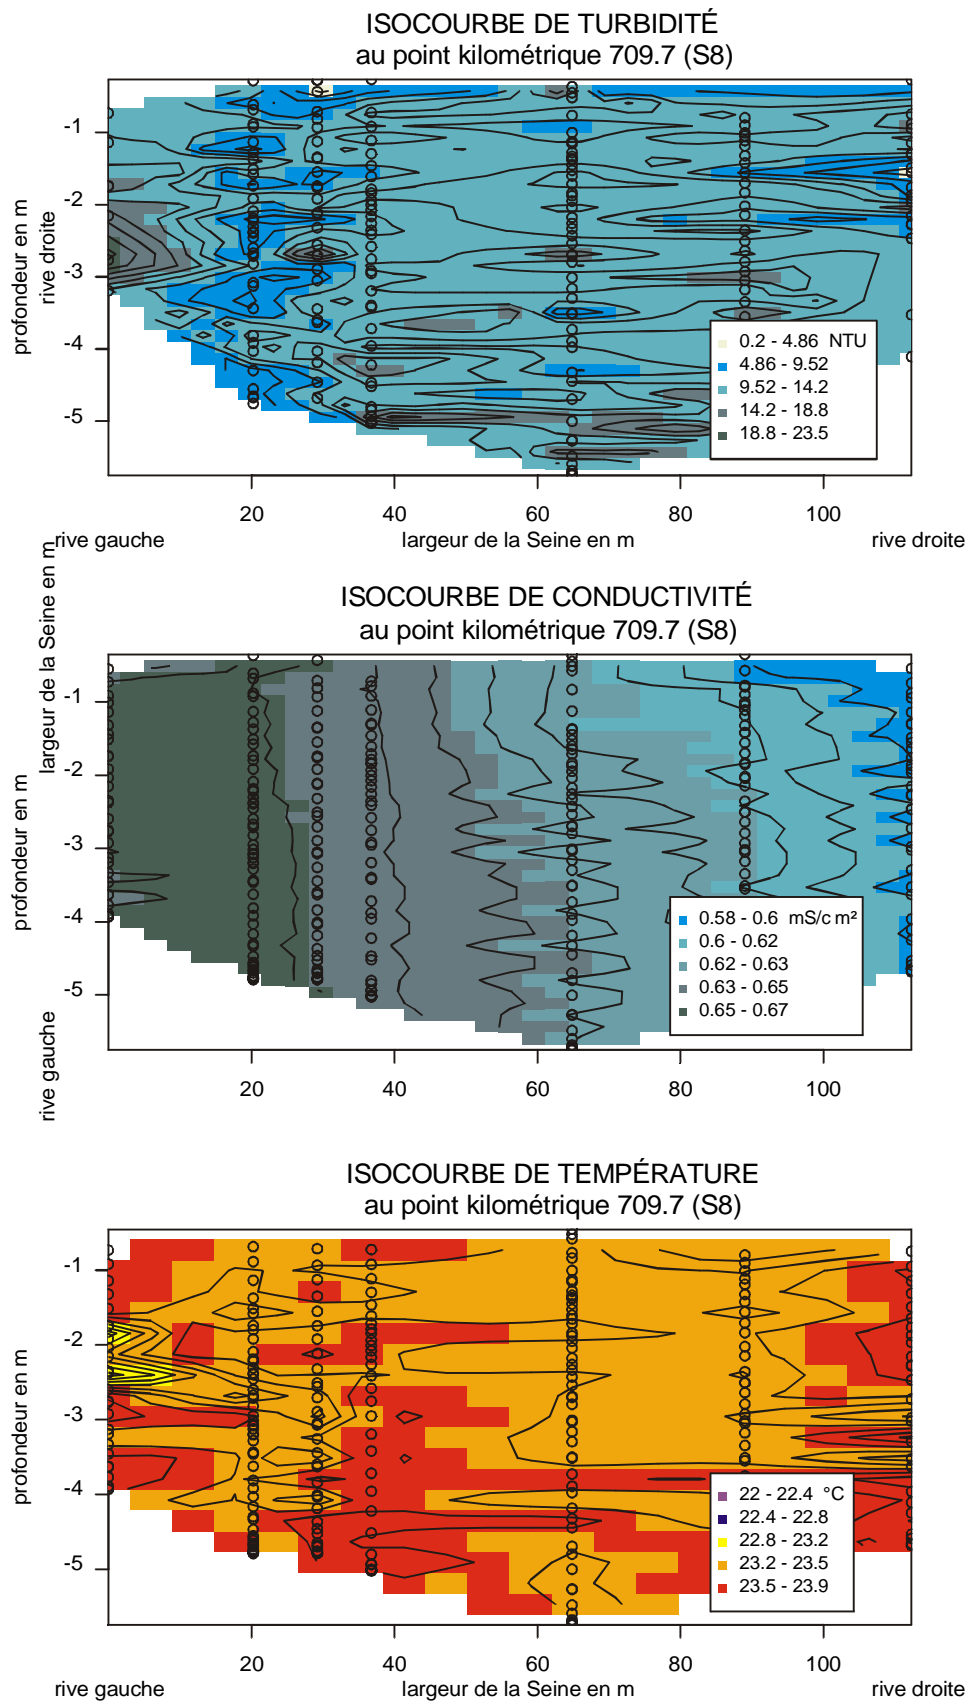 ISOCOURBE DE TURBIDITÉ
au point kilométrique 709.7 (S8)
profondeur en m
rive droite
-1
-2
-3
-4
-5
0.2 - 4.86 NTU
4.86 - 9.52
9.52 - 14.2
14.2 - 18.8
18.8 - 23.5
20 40 60 80 100
rive gauche largeur de la Seine en m rive droite
ISOCOURBE DE CONDUCTIVITÉ
au point kilométrique 709.7 (S8)
largeur de la Seine en m
profondeur en m
rive gauche
-1
-2
-3
-4
-5
0.58 - 0.6 mS/c m²
0.6 - 0.62
0.62 - 0.63
0.63 - 0.65
0.65 - 0.67
20 40 60 80 100
ISOCOURBE DE TEMPÉRATURE
au point kilométrique 709.7 (S8)
profondeur en m
-1
-2
-3
-4
-5
22 - 22.4 °C
22.4 - 22.8
22.8 - 23.2
23.2 - 23.5
23.5 - 23.9
20 40 60 80 100
rive gauche largeur de la Seine en m rive droite